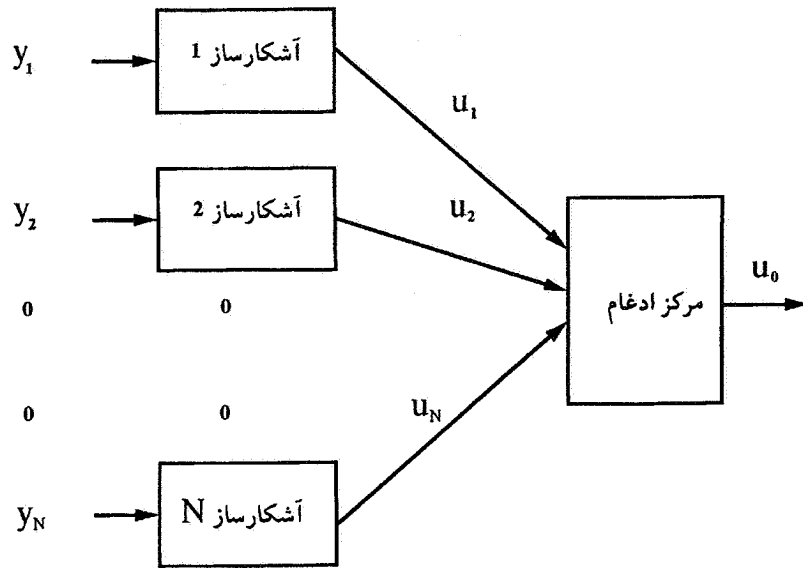 y₁
آشکارساز 1
u₁
y₂
آشکارساز 2
u₂
مرکز ادغام
u₀
0 0
0 0
u_N
y_N
آشکارساز N